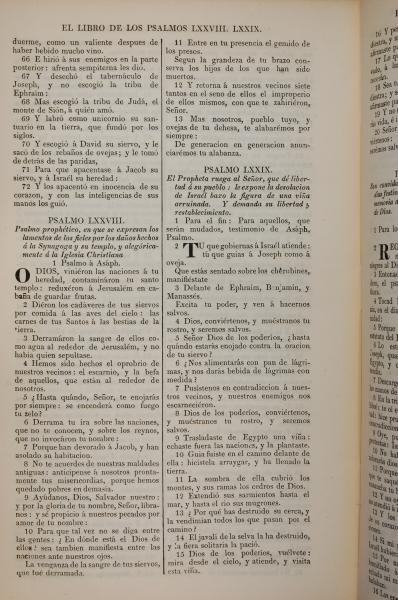 EL LIBRO DE LOS PSALMOS LXXVIII. LXXIX.
duerme, como un valiente despues de
haber bebido mucho vino.
66 E hirió á sus enemigos en la parte
posterior: afrenta sempiterna les dió.
67 Y desechó el tabernáculo de
Joseph, y no escogió la tribu de
Ephraim:
68 Mas escogió la tribu de Judá, el
monte de Sión, á quién amó.
69 Y labró como unicornio su san-
tuario en la tierra, que fundó por los
siglos.
70 Y escogió á David su siervo, y le
sacó de los rebaños de ovejas; y le tomó
de detrás de las paridas,
71 Para que apacentase á Jacob su
siervo, y á Israél su heredad:
72 Y los apacentó en inocencia de su
corazon, y con las inteligencias de sus
manos los guió.
PSALMO LXXVIII.
Psalmo prophético, en que se expresan los
lamentos de los fieles por los daños hechos
á la Synagoga y su templo, y alegórica-
mente á la Iglesia Christiana
1 Psalmo á Asáph.
O DIOS, viniéron las naciónes á tu
heredad, contamináron tu santo
templo: reduxéron á Jerusalém en ca-
baña de guardar frutas.
2 Diéron los cadáveres de tus siervos
por comida á las aves del cielo: las
carnes de tus Santos á las bestias de la
tierra.
3 Derramáron la sangre de ellos co-
mo agua al rededor de Jerusalém, y no
habia quien sepultase.
4 Hemos sido hechos el oprobrio de
nuestros vecinos: el escarnio, y la befa
de aquellos, que están al rededor de
nosotros.
5 ¿Hasta quándo, Señor, te enojarás
por siempre: se encenderá como fuego
tu zelo?
6 Derrama tu ira sobre las naciones,
que no te conocen, y sobre los reynos,
que no invocáron tu nombre:
7 Porque han devorado á Jacob, y han
asolado su habitacion.
8 No te acuerdes de nuestras maldades
antiguas: anticipense á nosotros pronta-
mente tus misericordias, porque hemos
quedado pobres en demasía.
9 Ayúdanos, Dios, Salvador nuestro:
y por la gloria de tu nombre, Señor, libra-
nos: y sé propicio á nuestros pecados por
amor de tu nombre:
10 Para que tal vez no se diga entre
las gentes: ¿En dónde está el Dios de
ellos? sea tambien manifiesta entre las
naciones ante nuestros ojos.
La venganza de la sangre de tus siervos,
que fué derramada.
11 Entre en tu presencia el gemido de
los presos.
Segun la grandeza de tu brazo con-
serva los hijos de los que han sido
muertos.
12 Y retorna á nuestros vecinos siete
tantos en el seno de ellos el improperio
de ellos mismos, con que te zahiriéron,
Señor.
13 Mas nosotros, pueblo tuyo, y
ovejas de tu dehesa, te alabarémos por
siempre:
De generacion en generacion anun-
ciarémos tu alabanza.
PSALMO LXXIX.
El Propheta ruega al Señor, que dé liber-
tad á su pueblo: le expone la desolacion
de Israél baxo la figura de una viña
arruinada. Y demanda su libertad y
restablecimiento.
1 Para el fin: Para aquellos, que
serán mudados, testimonio de Asáph,
Psalmo.
2 TU que gobiernas á Israél atiende:
tú que guias á Joseph como á
oveja.
Que estás sentado sobre los chêrubines,
maniféstate
3 Delante de Ephraim, Benjamin, y
Manassés.
Excita tu poder, y ven á hacernos
salvos.
4 Dios, conviértenos, y muéstranos tu
rostro, y seremos salvos.
5 Señor Dios de los poderios, ¿hasta
quándo estarás enojado contra la oracion
de tu siervo?
6 ¿Nos alimentarás con pan de lágri-
mas, y nos darás bebida de lágrimas con
medida?
7 Pusistenos en contradiccion á nues-
tros vecinos, y nuestros enemigos nos
escarneciéron.
8 Dios de los poderios, conviértenos,
y muéstranos tu rostro, y seremos
salvos.
9 Trasladaste de Egypto una viña:
echaste fuera las naciones, y la plantaste.
10 Guia fuiste en el camino delante de
ella: hicistela arraygar, y ha llenado la
tierra.
11 La sombra de ella cubrió los
montes, y sus ramas los cedros de Dios.
12 Extendió sus sarmientos hasta el
mar, y hasta el rio sus mugrones.
13 ¿Por qué has destruido su cerca, y
la vendimian todos los que pasan por el
camino?
14 El javalí de la selva la ha destruido,
y la fiera solitaria la pació.
15 Dios de los poderios, vuélvete:
mira desde el cielo, y atiende, y visita
esta viña.